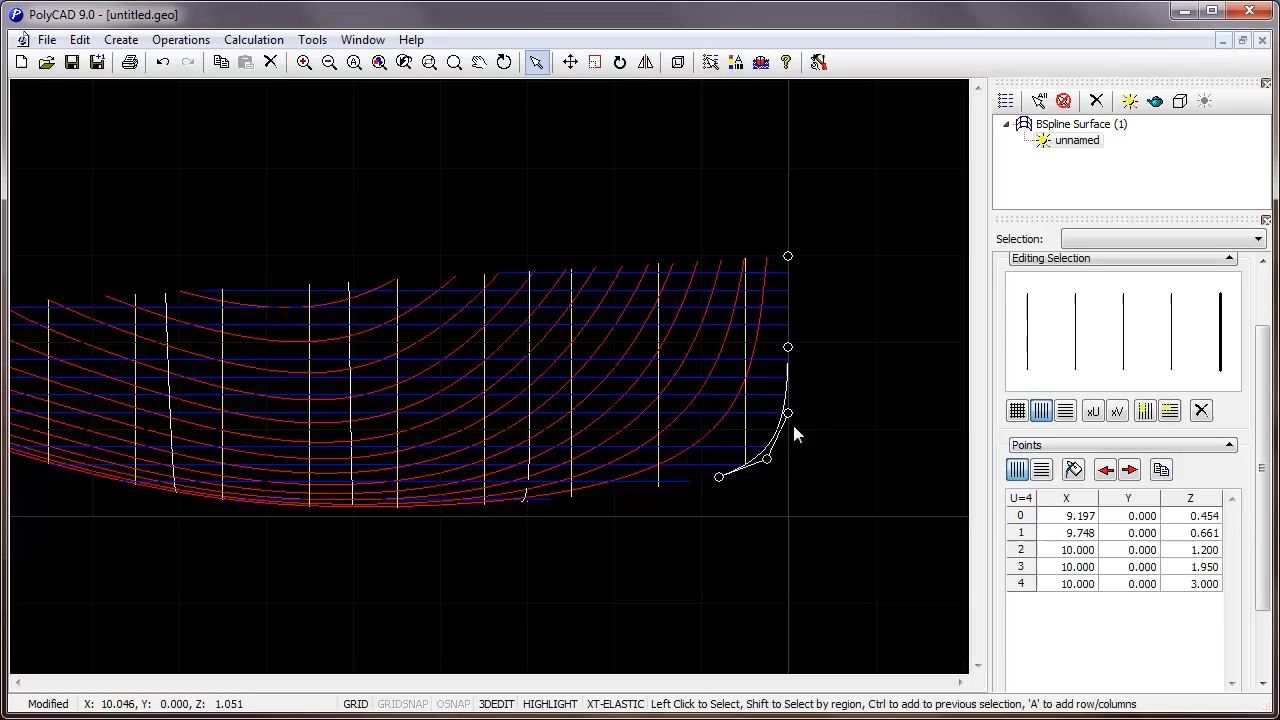 PolyCAD 9.0 - [untitled.geo]
File Edit Create Operations Calculation Tools Window Help
BSpline Surface (1)
unnamed
Selection:
Editing Selection
xU xV
Points
U=4 X Y Z
0 9.197 0.000 0.454
1 9.748 0.000 0.661
2 10.000 0.000 1.200
3 10.000 0.000 1.950
4 10.000 0.000 3.000
Modified X: 10.046, Y: 0.000, Z: 1.051 GRID GRIDSNAP OSNAP 3DEDIT HIGHLIGHT XT-ELASTIC Left Click to Select, Shift to Select by region, Ctrl to add to previous selection, 'A' to add row/columns